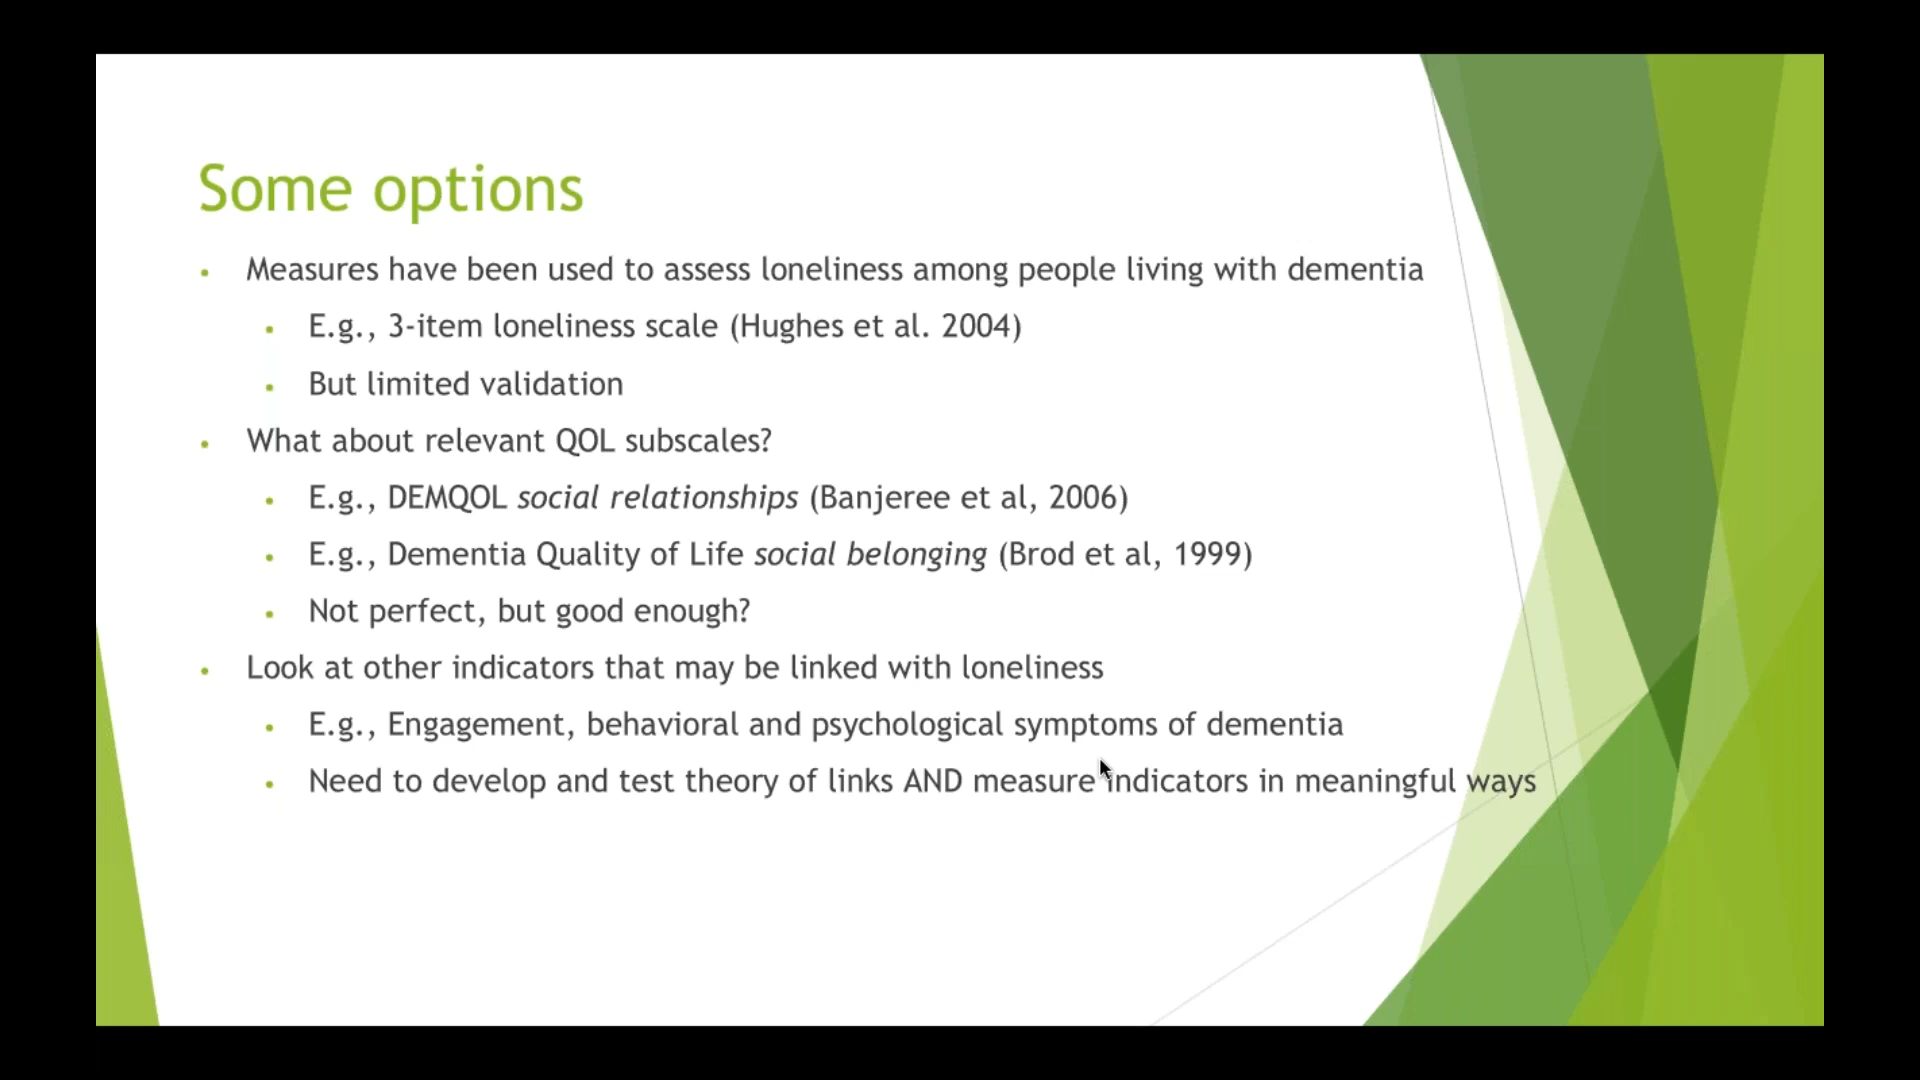 Some options
• Measures have been used to assess loneliness among people living with dementia
• E.g., 3-item loneliness scale (Hughes et al. 2004)
• But limited validation
• What about relevant QOL subscales?
• E.g., DEMQOL social relationships (Banjeree et al, 2006)
• E.g., Dementia Quality of Life social belonging (Brod et al, 1999)
• Not perfect, but good enough?
• Look at other indicators that may be linked with loneliness
• E.g., Engagement, behavioral and psychological symptoms of dementia
• Need to develop and test theory of links AND measure indicators in meaningful ways